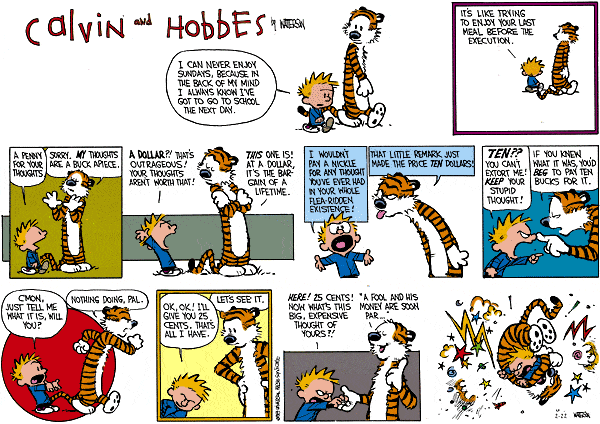 Calvin and HOBBES by WATTERSON
I CAN NEVER ENJOY
SUNDAYS, BECAUSE IN
THE BACK OF MY MIND
I ALWAYS KNOW I'VE
GOT TO GO TO SCHOOL
THE NEXT DAY.
IT'S LIKE TRYING
TO ENJOY YOUR LAST
MEAL BEFORE THE
EXECUTION.
A PENNY
FOR YOUR
THOUGHTS.
SORRY, MY THOUGHTS
ARE A BUCK APIECE.
A DOLLAR?! THAT'S
OUTRAGEOUS!
YOUR THOUGHTS
AREN'T WORTH THAT!
THIS ONE IS!
AT A DOLLAR,
IT'S THE BAR-
GAIN OF A
LIFETIME.
I WOULDN'T
PAY A NICKLE
FOR ANY THOUGHT
YOU'VE EVER HAD
IN YOUR WHOLE
FLEA-RIDDEN
EXISTENCE!
THAT LITTLE REMARK JUST
MADE THE PRICE TEN DOLLARS!
TEN??
YOU CAN'T
EXTORT ME!
KEEP YOUR
STUPID
THOUGHT!
IF YOU KNEW
WHAT IT WAS, YOU'D
BEG TO PAY TEN
BUCKS FOR IT.
C'MON,
JUST TELL ME
WHAT IT IS, WILL
YOU?
NOTHING DOING, PAL.
OK, OK! I'LL
GIVE YOU 25
CENTS. THAT'S
ALL I HAVE.
LET'S SEE IT.
HERE! 25 CENTS!
NOW WHAT'S THIS
BIG, EXPENSIVE
THOUGHT OF
YOURS?!
"A FOOL AND HIS
MONEY ARE SOON
PAR...
2-22 WATTERSON